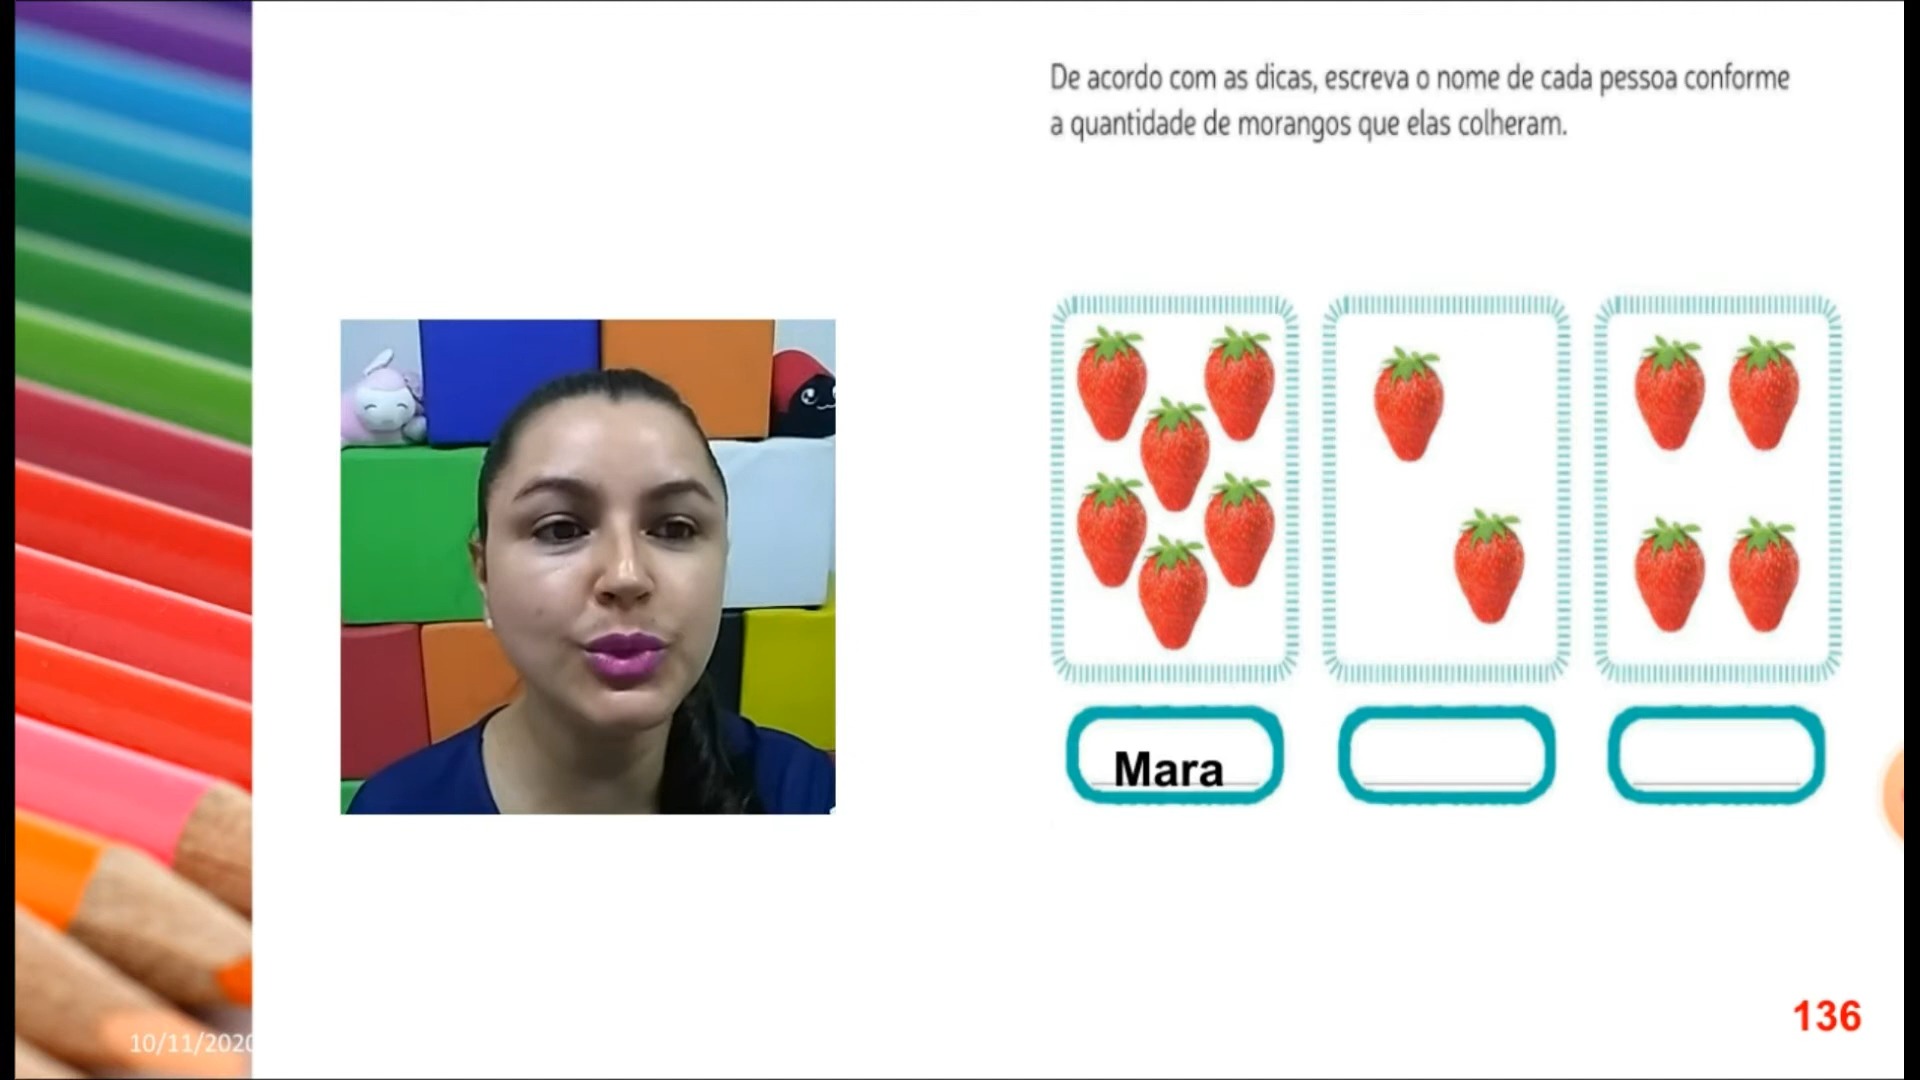 De acordo com as dicas, escreva o nome de cada pessoa conforme
a quantidade de morangos que elas colheram.
Mara
136
10/11/2020